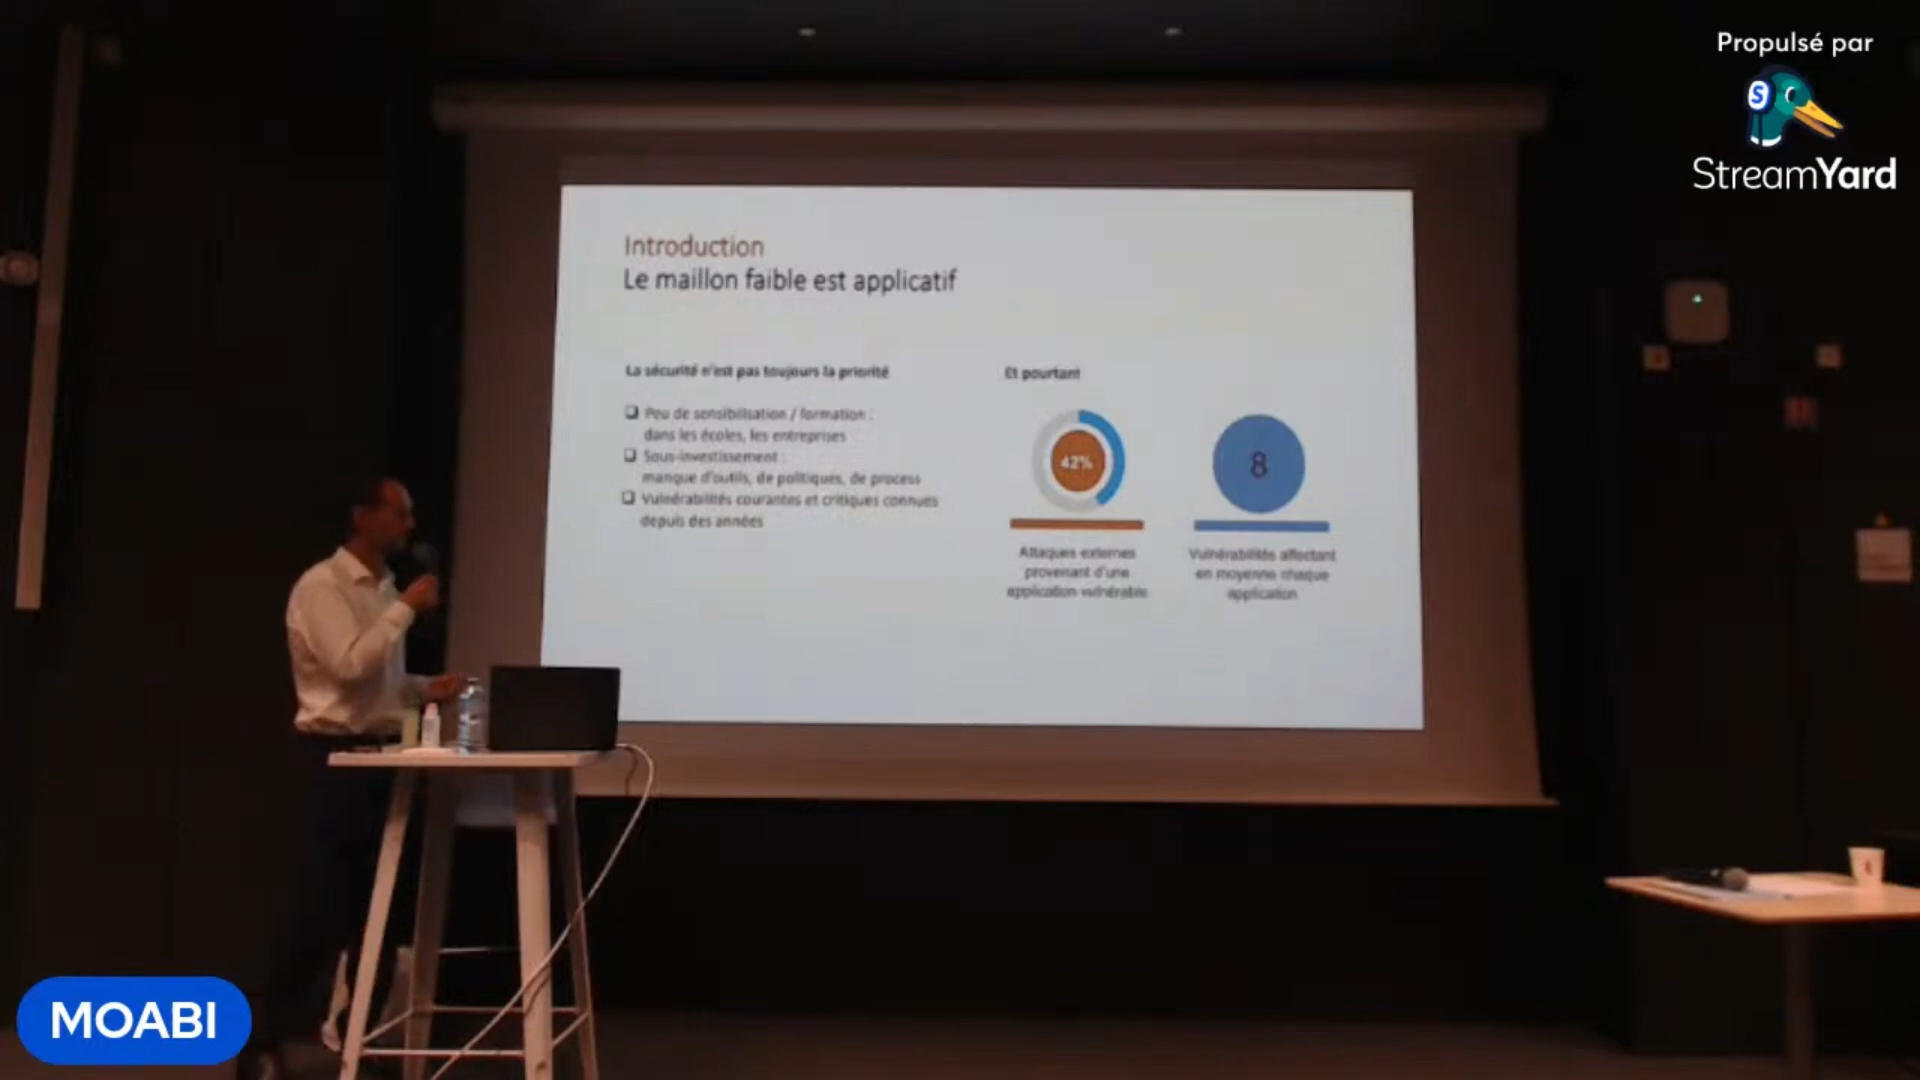 Propulsé par
StreamYard
Introduction
Le maillon faible est applicatif
La sécurité n'est pas toujours la priorité
❑ Peu de sensibilisation / formation :
dans les écoles, les entreprises
❑ Sous-investissement :
manque d'outils, de politiques, de process
❑ Vulnérabilités courantes et critiques connues
depuis des années
Et pourtant
42%
Attaques externes
provenant d'une
application vulnérable
8
Vulnérabilités affectant
en moyenne chaque
application
MOABI